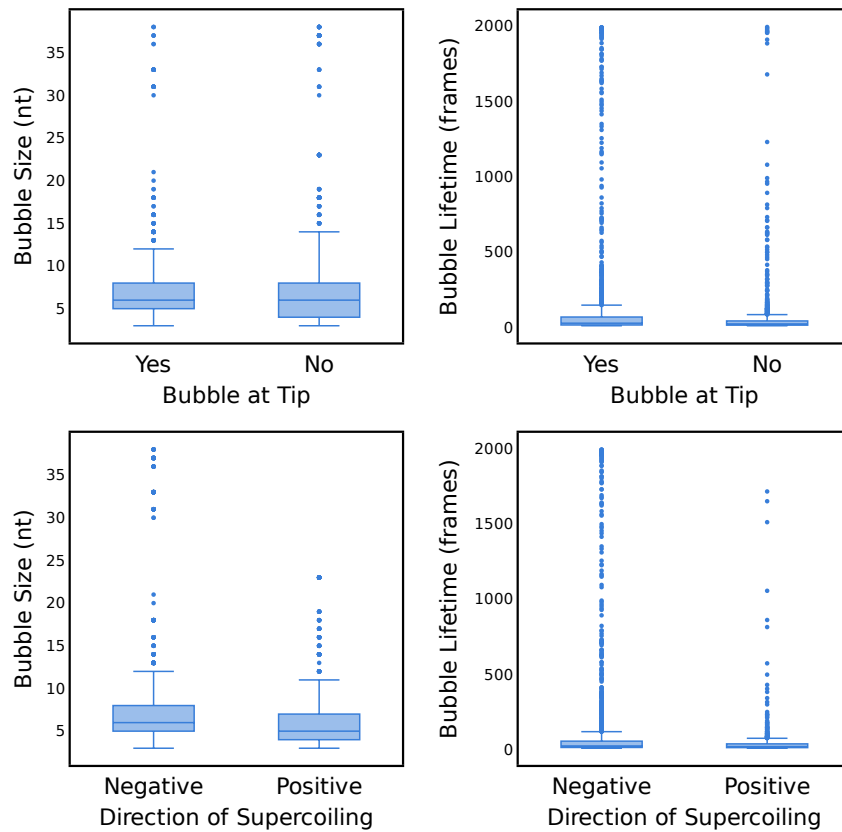 Bubble Size (nt)
35
30
25
20
15
10
5
Yes
No
Bubble at Tip
Bubble Lifetime (frames)
2000
1500
1000
500
0
Yes
No
Bubble at Tip
Bubble Size (nt)
35
30
25
20
15
10
5
Negative
Positive
Direction of Supercoiling
Bubble Lifetime (frames)
2000
1500
1000
500
0
Negative
Positive
Direction of Supercoiling